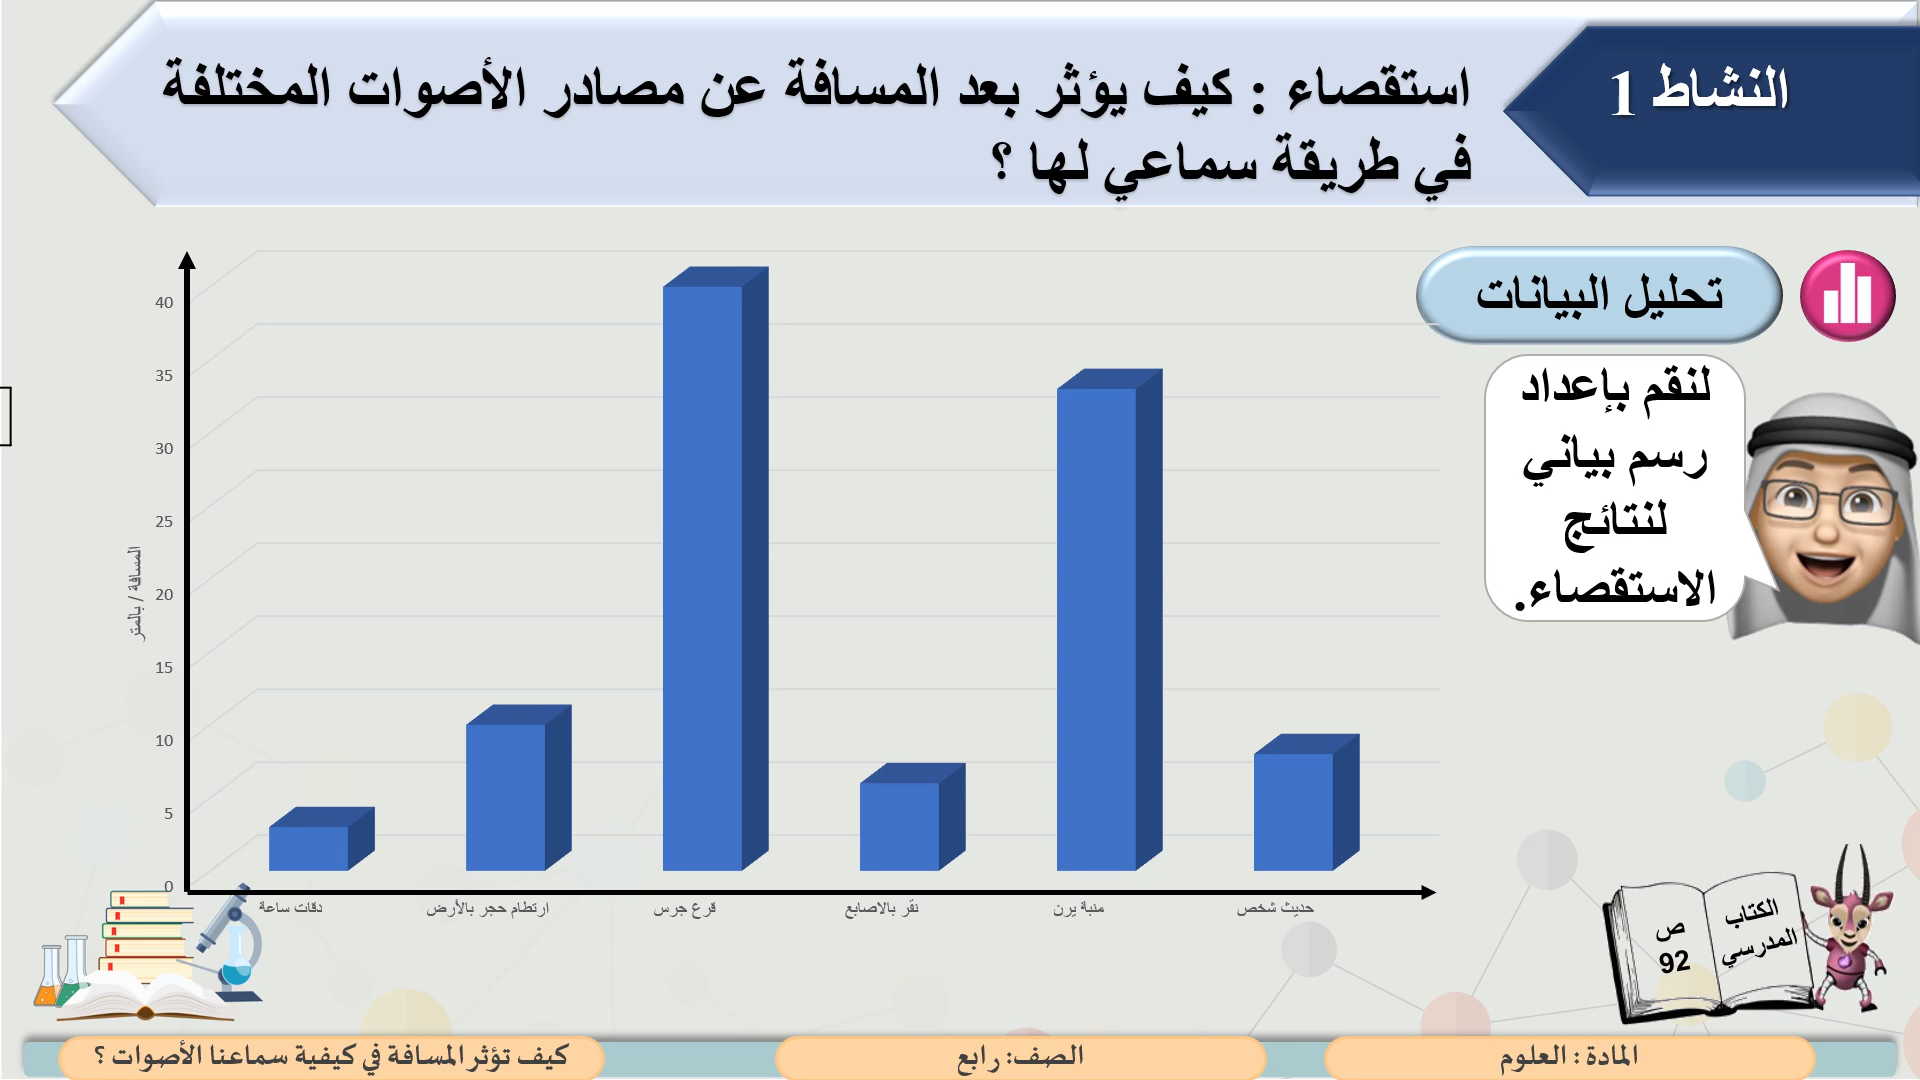 النشاط 1
استقصاء : كيف يؤثر بعد المسافة عن مصادر الأصوات المختلفة
في طريقة سماعي لها ؟
تحليل البيانات
لنقم بإعداد
رسم بياني
لنتائج
الاستقصاء.
40
35
30
25
20
15
10
5
0
المسافة / بالمتر
دقات ساعة
ارتطام حجر بالأرض
قرع جرس
نقر بالاصابع
منبة يرن
حديث شخص
الكتاب
المدرسي
ص
92
المادة : العلوم
الصف: رابع
كيف تؤثر المسافة في كيفية سماعنا الأصوات ؟